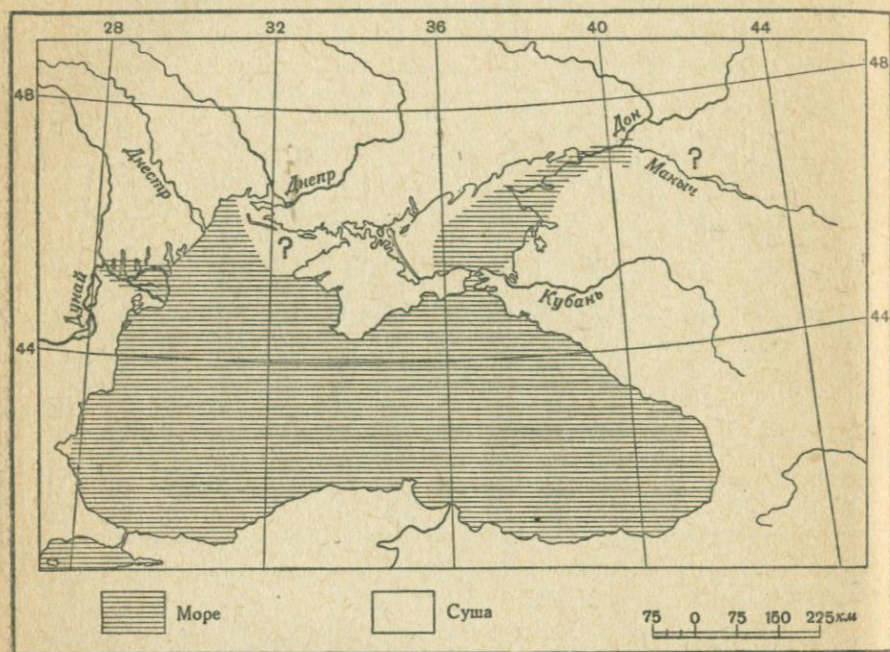 28 32 36 40 44
48 48
Днестр
Днепр
Дон
?
Маныч
?
Дунай
Кубань
44 44
Море
Суша
75 0 75 150 225 км